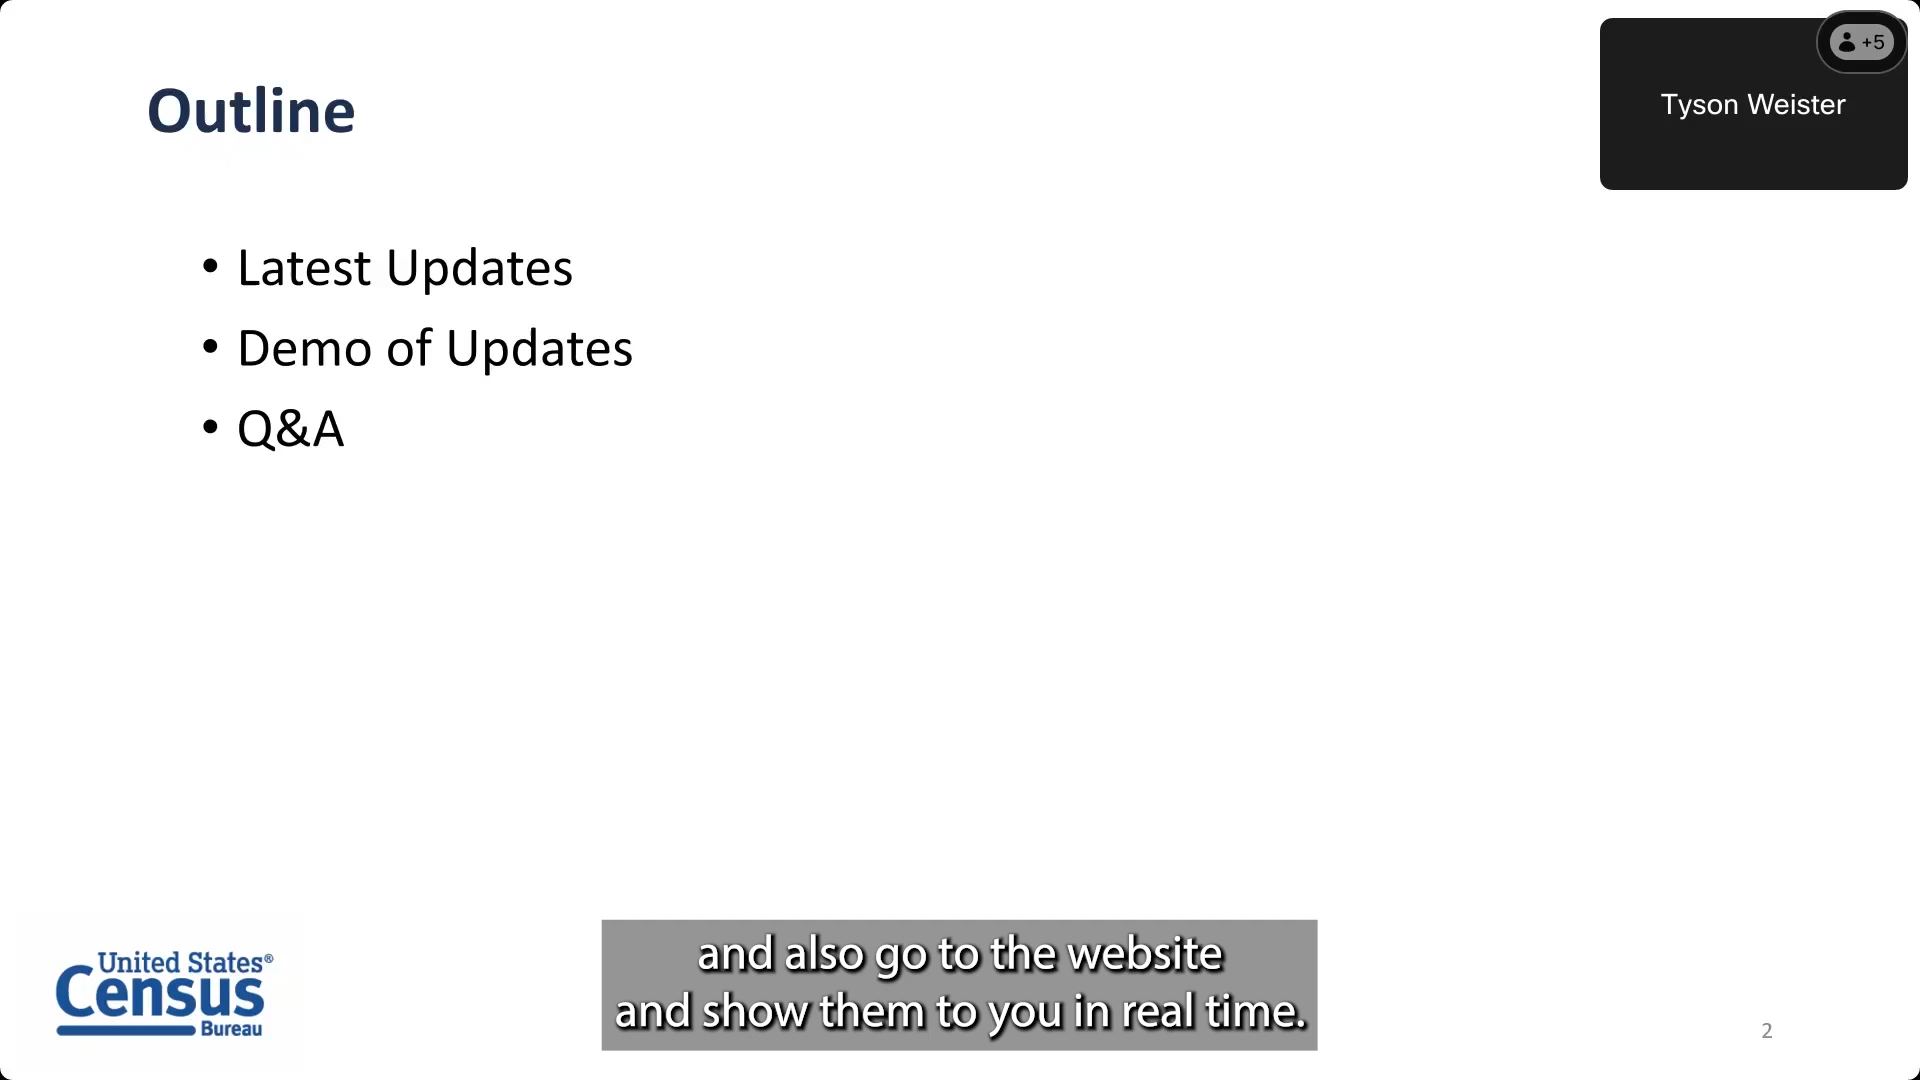 Outline
+5
Tyson Weister
• Latest Updates
• Demo of Updates
• Q&A
United States®
Census
Bureau
and also go to the website
and show them to you in real time.
2